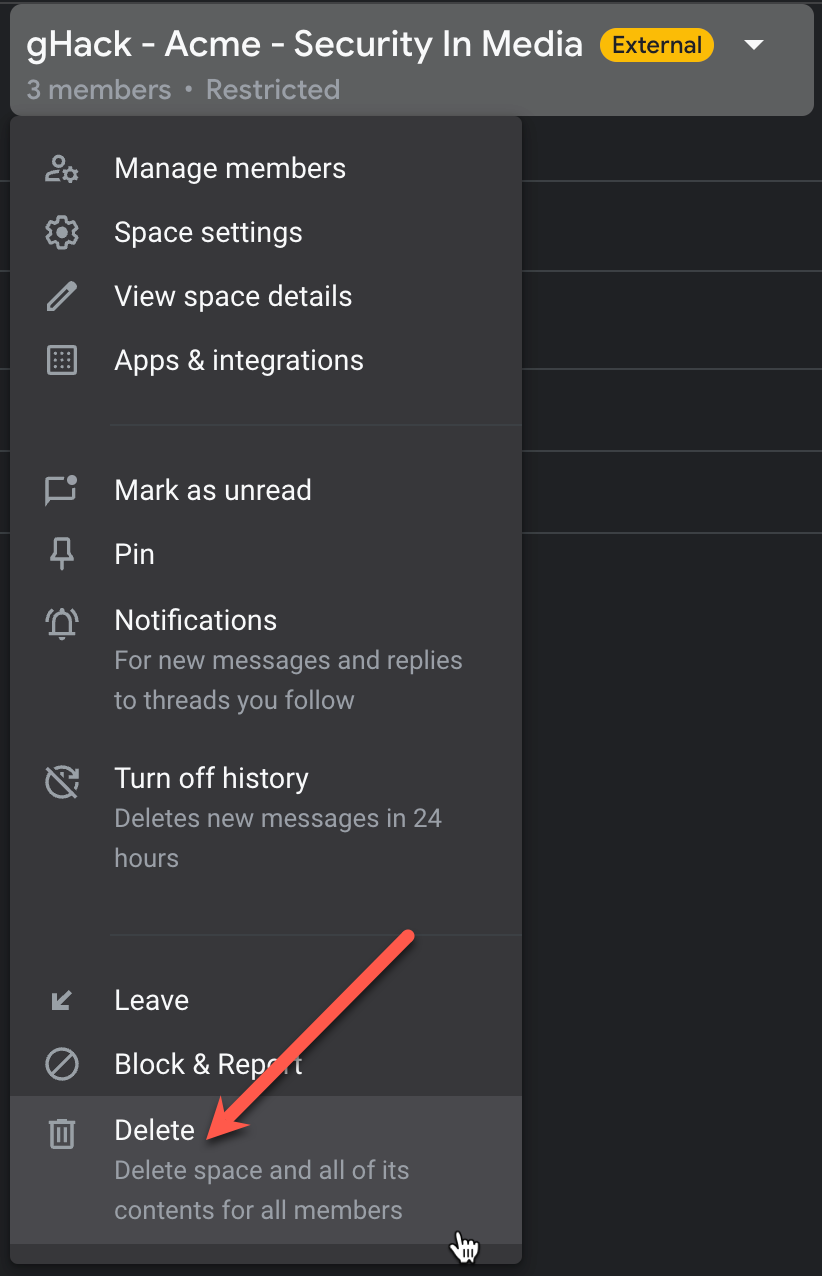 gHack - Acme - Security In Media External
3 members • Restricted
Manage members
Space settings
View space details
Apps & integrations
Mark as unread
Pin
Notifications
For new messages and replies
to threads you follow
Turn off history
Deletes new messages in 24
hours
Leave
Block & Report
Delete
Delete space and all of its
contents for all members